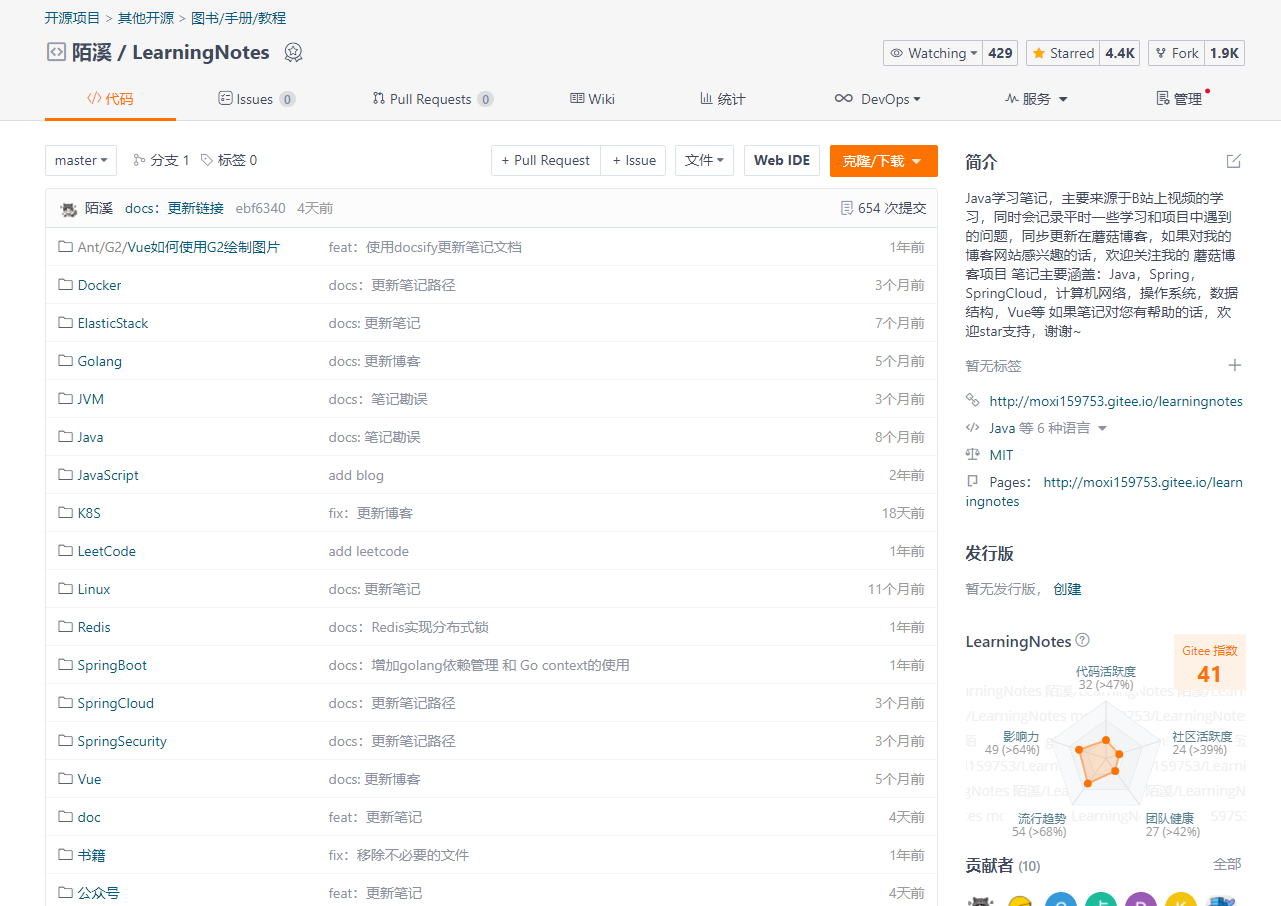 开源项目 > 其他开源 > 图书/手册/教程
陌溪 / LearningNotes
Watching 429 Starred 4.4K Fork 1.9K
代码 Issues 0 Pull Requests 0 Wiki 统计 DevOps 服务 管理
master 分支 1 标签 0 + Pull Request + Issue 文件 Web IDE 克隆/下载
陌溪 docs：更新链接 ebf6340 4天前 654 次提交
Ant/G2/Vue如何使用G2绘制图片 feat：使用docsify更新笔记文档 1年前
Docker docs：更新笔记路径 3个月前
ElasticStack docs: 更新笔记 7个月前
Golang docs: 更新博客 5个月前
JVM docs：笔记勘误 3个月前
Java docs: 笔记勘误 8个月前
JavaScript add blog 2年前
K8S fix：更新博客 18天前
LeetCode add leetcode 1年前
Linux docs: 更新笔记 11个月前
Redis docs：Redis实现分布式锁 1年前
SpringBoot docs：增加golang依赖管理 和 Go context的使用 1年前
SpringCloud docs：更新笔记路径 3个月前
SpringSecurity docs：更新笔记路径 3个月前
Vue docs: 更新博客 5个月前
doc feat：更新笔记 4天前
书籍 fix：移除不必要的文件 1年前
公众号 feat：更新笔记 4天前
简介
Java学习笔记，主要来源于B站上视频的学
习，同时会记录平时一些学习和项目中遇到
的问题，同步更新在蘑菇博客，如果对我的
博客网站感兴趣的话，欢迎关注我的 蘑菇博
客项目 笔记主要涵盖：Java，Spring，
SpringCloud，计算机网络，操作系统，数据
结构，Vue等 如果笔记对您有帮助的话，欢
迎star支持，谢谢~
暂无标签
http://moxi159753.gitee.io/learningnotes
Java 等 6 种语言
MIT
Pages： http://moxi159753.gitee.io/learn
ingnotes
发行版
暂无发行版， 创建
LearningNotes
Gitee 指数
41
代码活跃度
32 (>47%)
影响力
49 (>64%)
社区活跃度
24 (>39%)
流行趋势
54 (>68%)
团队健康
27 (>42%)
贡献者 (10) 全部